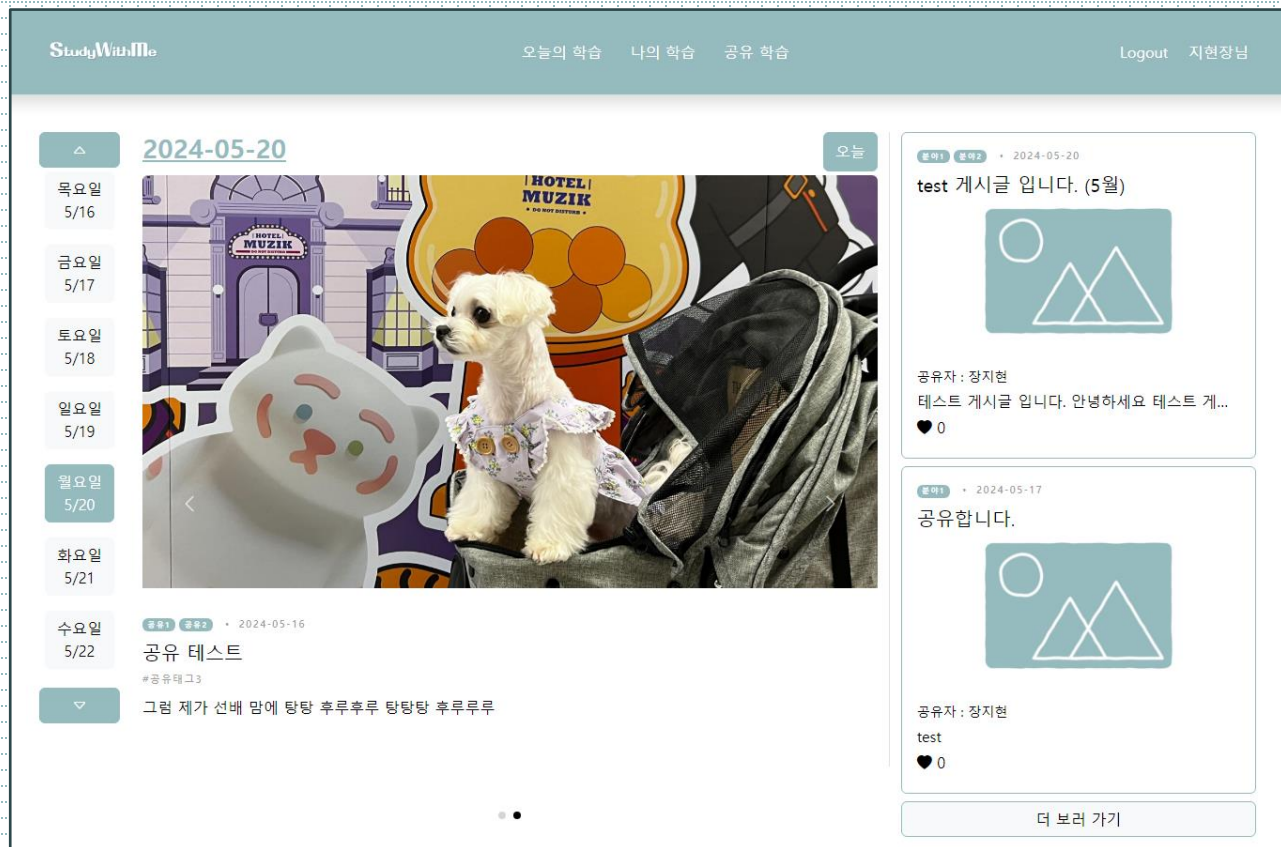 StudyWithMe
오늘의 학습
나의 학습
공유 학습
Logout
지현장님
목요일
5/16
금요일
5/17
토요일
5/18
일요일
5/19
월요일
5/20
화요일
5/21
수요일
5/22
2024-05-20
오늘
HOTEL
MUZIK
• DO NOT DISTURB •
HOTEL
MUZIK
공유1 공유2 • 2024-05-16
공유 테스트
#공유태그3
그럼 제가 선배 맘에 탕탕 후루후루 탕탕탕 후루루루
분야1 분야2 • 2024-05-20
test 게시글 입니다. (5월)
공유자 : 장지현
테스트 게시글 입니다. 안녕하세요 테스트 게...
0
분야1 • 2024-05-17
공유합니다.
공유자 : 장지현
test
0
더 보러 가기